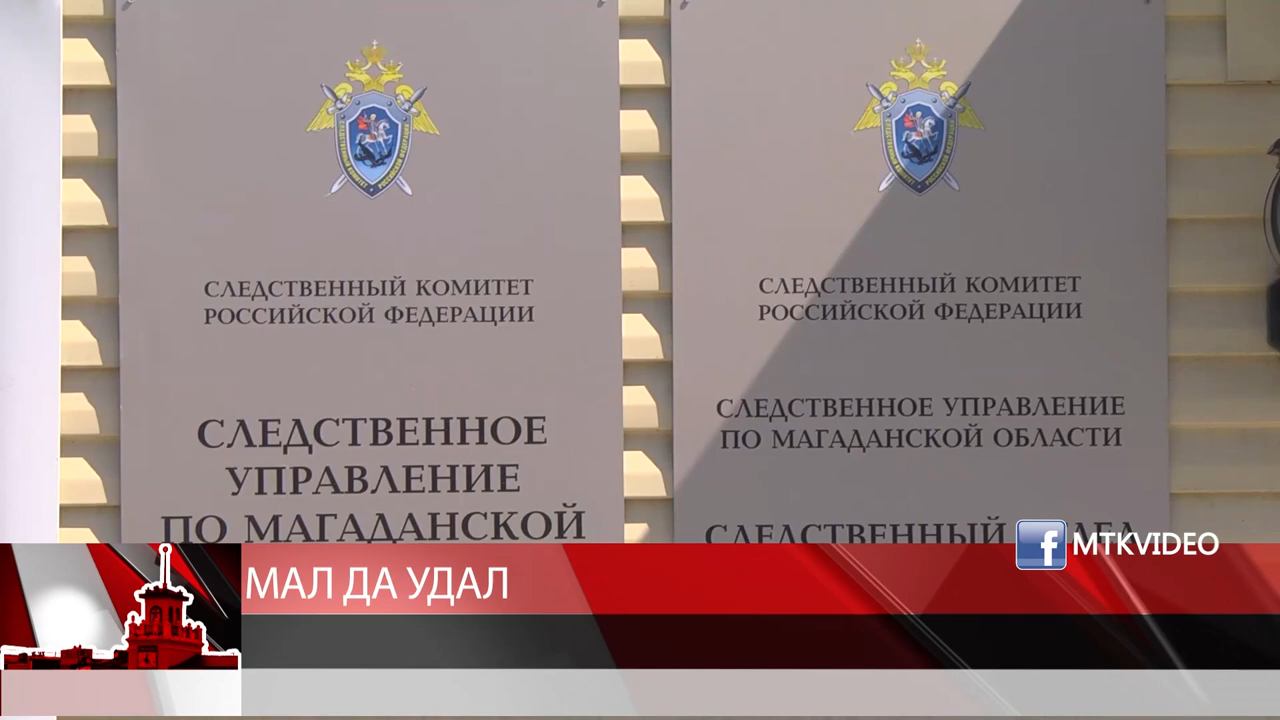 СЛЕДСТВЕННЫЙ КОМИТЕТ
РОССИЙСКОЙ ФЕДЕРАЦИИ
СЛЕДСТВЕННОЕ
УПРАВЛЕНИЕ
ПО МАГАДАНСКОЙ
СЛЕДСТВЕННЫЙ КОМИТЕТ
РОССИЙСКОЙ ФЕДЕРАЦИИ
СЛЕДСТВЕННОЕ УПРАВЛЕНИЕ
ПО МАГАДАНСКОЙ ОБЛАСТИ
СЛЕДСТВЕННЫЙ
f MTKVIDEO
МАЛ ДА УДАЛ